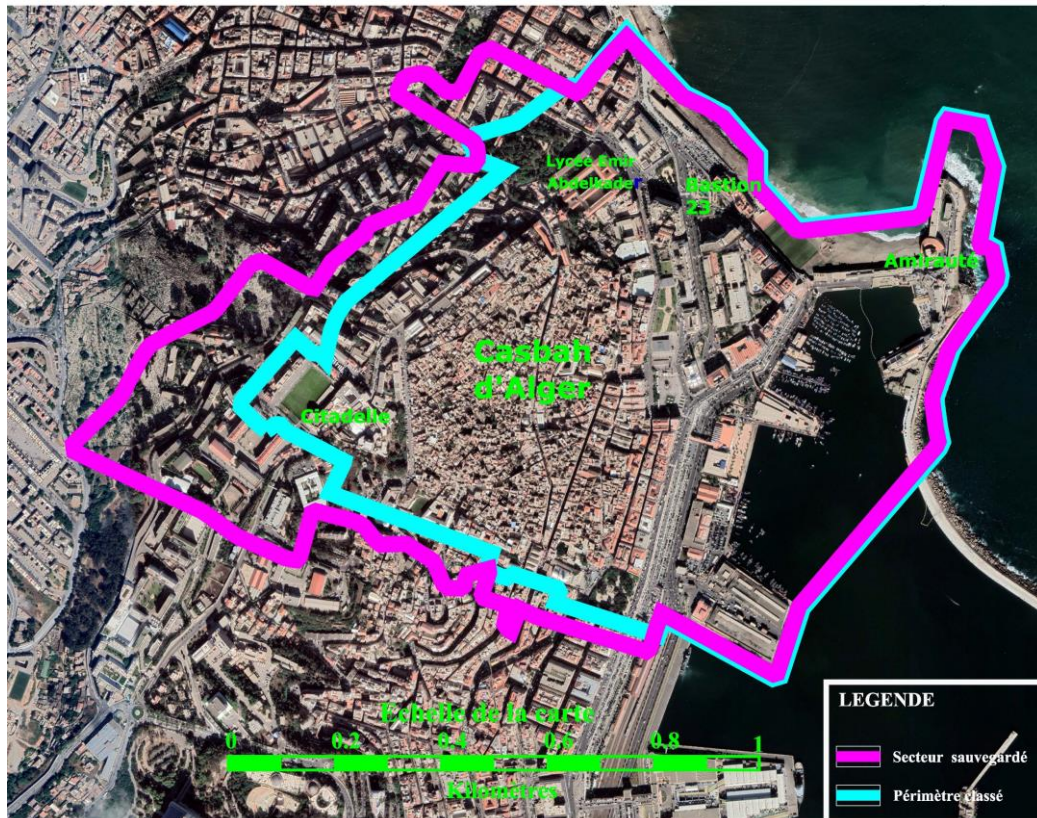 Lycée Emir
Abdelkader
Bastion
23
Amirauté
Casbah
d'Alger
Citadelle
Echelle de la carte
0 0.2 0.4 0.6 0,8 1
Kilomètres
LEGENDE
Secteur sauvegardé
Périmètre classé